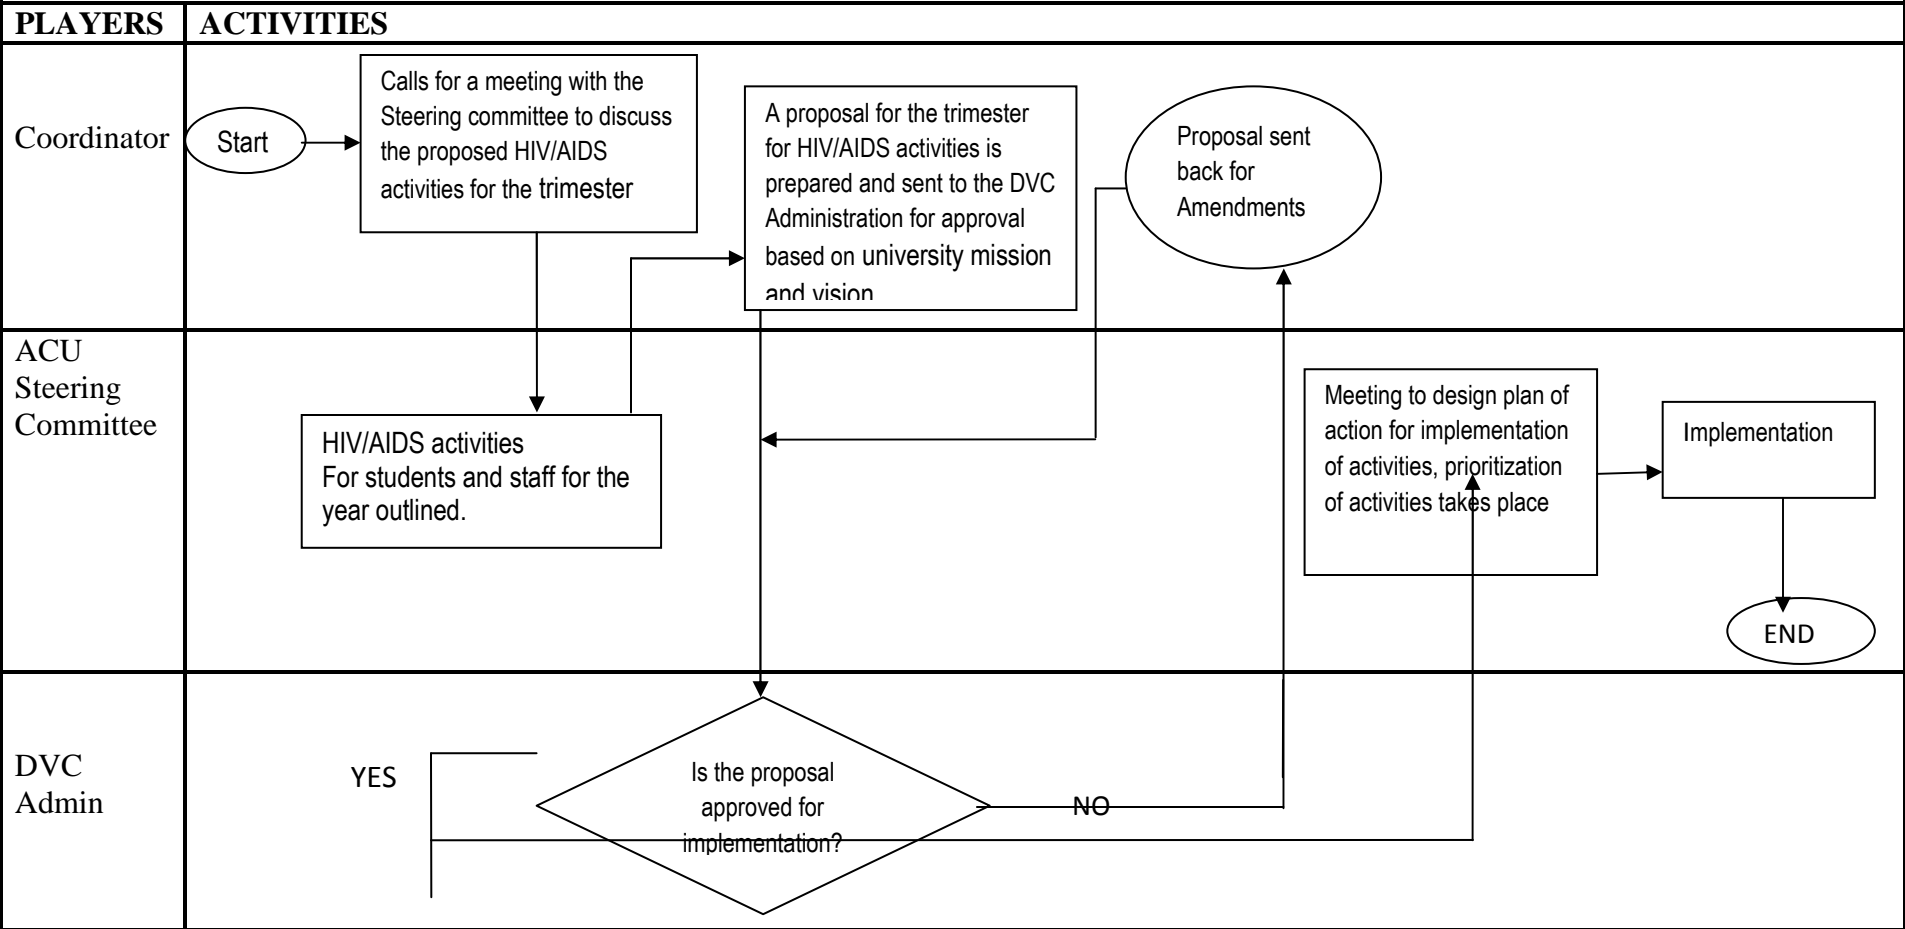 PLAYERS
ACTIVITIES
Coordinator
Start
Calls for a meeting with the
Steering committee to discuss
the proposed HIV/AIDS
activities for the trimester
A proposal for the trimester
for HIV/AIDS activities is
prepared and sent to the DVC
Administration for approval
based on university mission
and vision
Proposal sent
back for
Amendments
ACU
Steering
Committee
HIV/AIDS activities
For students and staff for the
year outlined.
Meeting to design plan of
action for implementation
of activities, prioritization
of activities takes place
Implementation
END
DVC
Admin
YES
Is the proposal
approved for
implementation?
NO